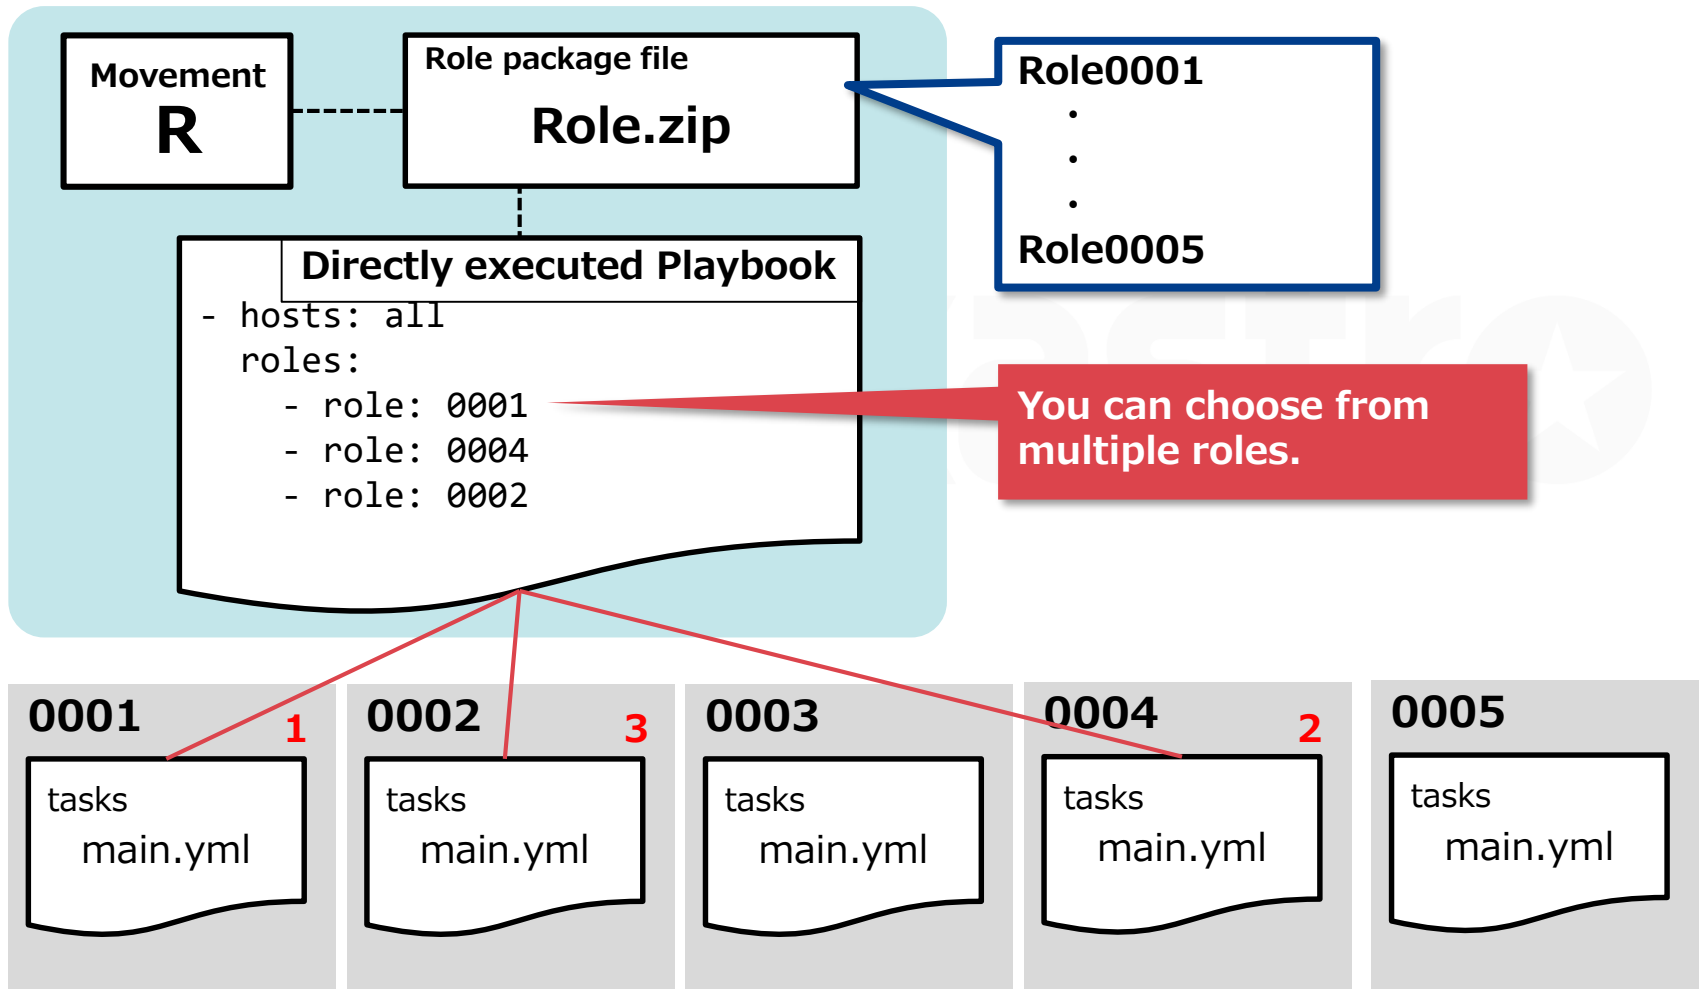 Movement
R
Role package file
Role.zip
Role0001
.
.
.
Role0005
Directly executed Playbook
- hosts: all
  roles:
    - role: 0001
    - role: 0004
    - role: 0002
You can choose from
multiple roles.
0001
1
tasks
main.yml
0002
3
tasks
main.yml
0003
tasks
main.yml
0004
2
tasks
main.yml
0005
tasks
main.yml